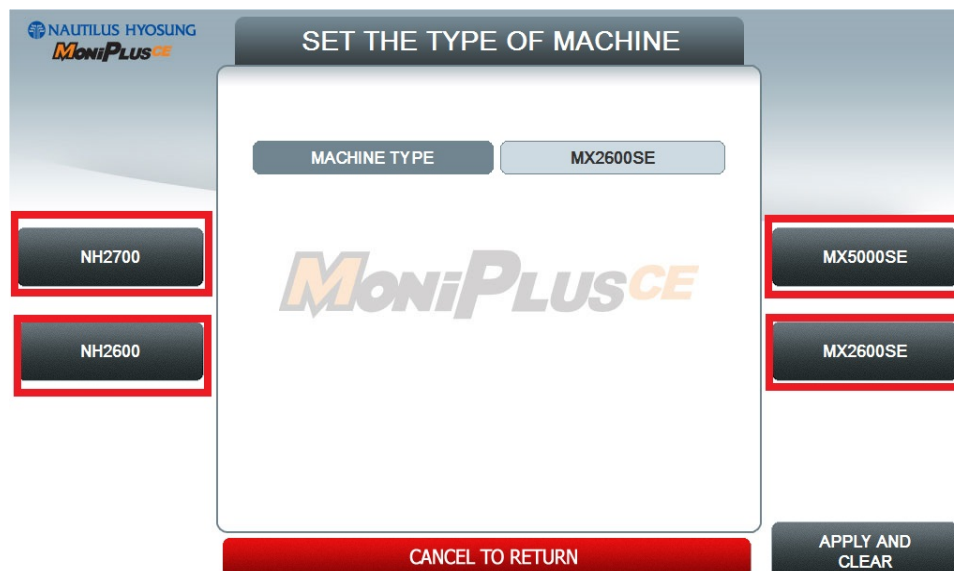 NAUTILUS HYOSUNG
MoniPlusCE
SET THE TYPE OF MACHINE
MACHINE TYPE
MX2600SE
NH2700
MoniPlusCE
MX5000SE
NH2600
MX2600SE
CANCEL TO RETURN
APPLY AND
CLEAR